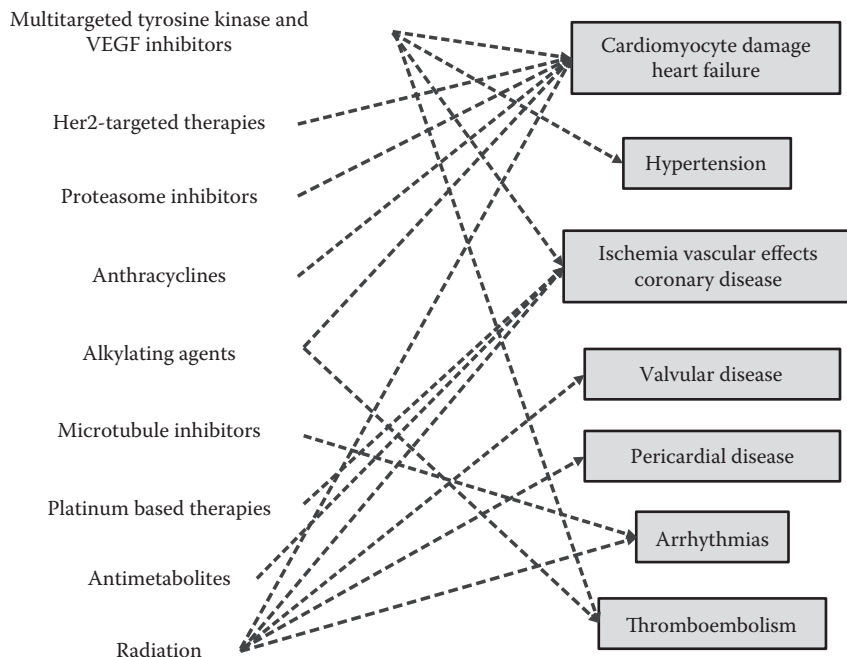 Multitargeted tyrosine kinase and
VEGF inhibitors
Her2-targeted therapies
Proteasome inhibitors
Anthracyclines
Alkylating agents
Microtubule inhibitors
Platinum based therapies
Antimetabolites
Radiation
Cardiomyocyte damage
heart failure
Hypertension
Ischemia vascular effects
coronary disease
Valvular disease
Pericardial disease
Arrhythmias
Thromboembolism